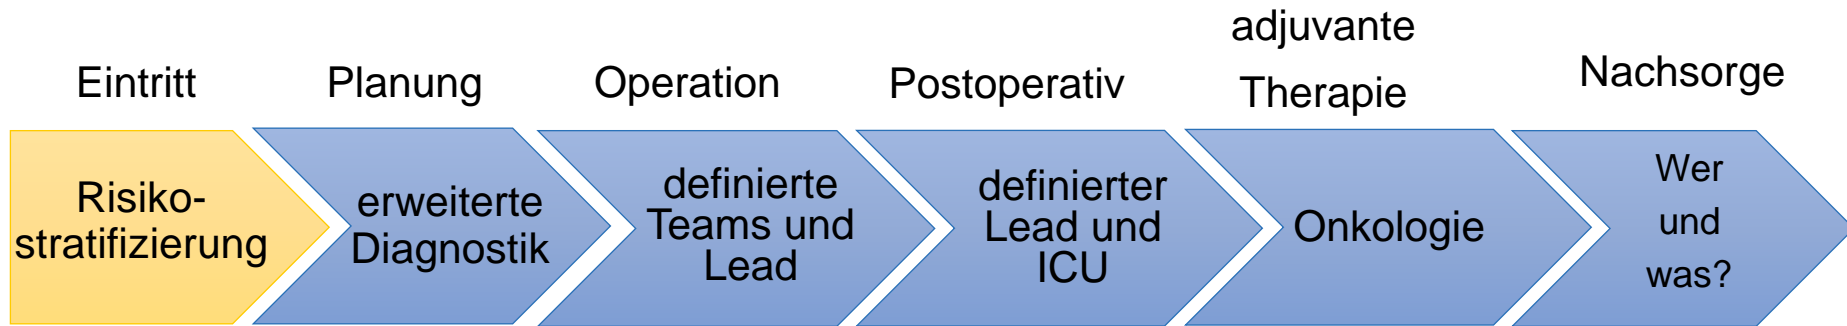 Eintritt
Planung
Operation
Postoperativ
adjuvante
Therapie
Nachsorge
Risiko-
stratifizierung
erweiterte
Diagnostik
definierte
Teams und
Lead
definierter
Lead und
ICU
Onkologie
Wer
und
was?